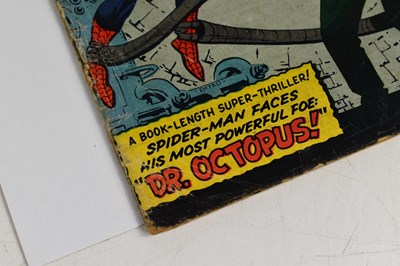 A BOOK-LENGTH SUPER-THRILLER!
SPIDER-MAN FACES
HIS MOST POWERFUL FOE:
"DR. OCTOPUS!"